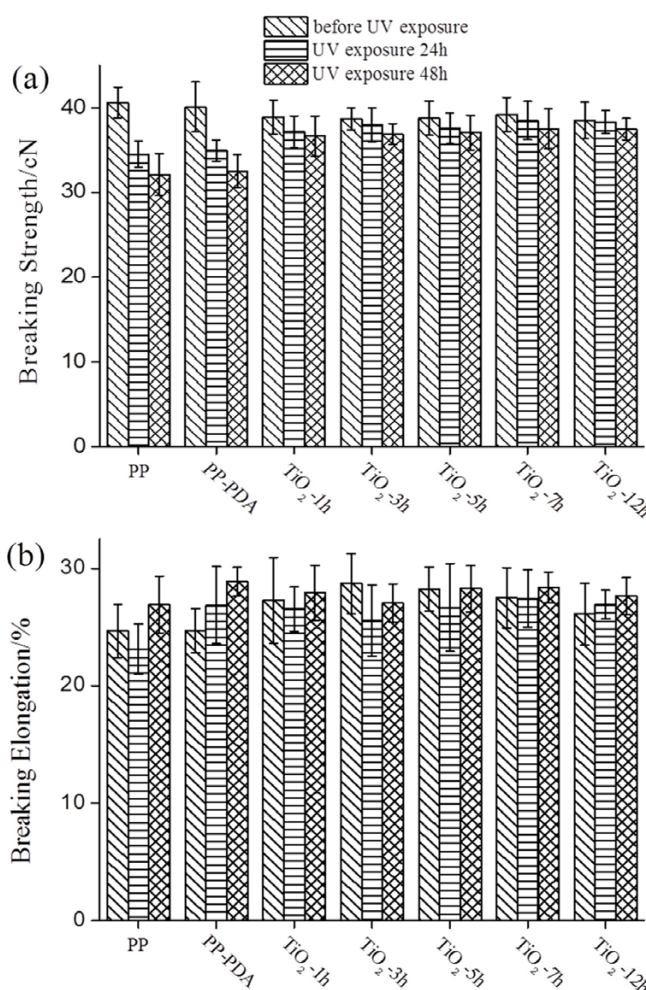 before UV exposure
UV exposure 24h
UV exposure 48h
(a)
Breaking Strength/cN
40
30
20
10
0
PP
PP-PDA
TiO2-1h
TiO2-3h
TiO2-5h
TiO2-7h
TiO2-12h
(b)
Breaking Elongation/%
30
20
10
0
PP
PP-PDA
TiO2-1h
TiO2-3h
TiO2-5h
TiO2-7h
TiO2-12h